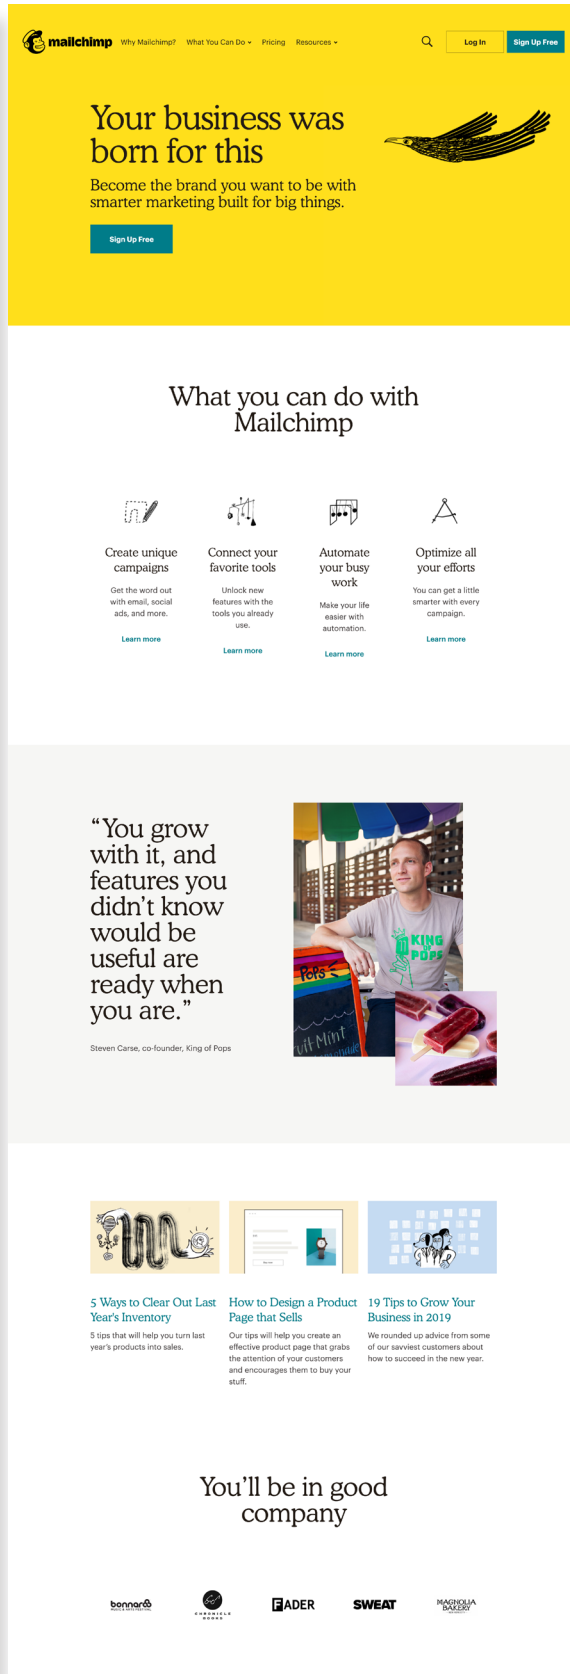 mailchimp
Why Mailchimp? What You Can Do Pricing Resources
Log In
Sign Up Free
Your business was
born for this
Become the brand you want to be with
smarter marketing built for big things.
Sign Up Free
What you can do with
Mailchimp
Create unique
campaigns
Get the word out
with email, social
ads, and more.
Learn more
Connect your
favorite tools
Unlock new
features with the
tools you already
use.
Learn more
Automate
your busy
work
Make your life
easier with
automation.
Learn more
Optimize all
your efforts
You can get a little
smarter with every
campaign.
Learn more
“You grow
with it, and
features you
didn’t know
would be
useful are
ready when
you are.”
Steven Carse, co-founder, King of Pops
KING
OF
POPS
POPS
Fruit Mint
5 Ways to Clear Out Last
Year's Inventory
5 tips that will help you turn last
year's products into sales.
How to Design a Product
Page that Sells
Our tips will help you create an
effective product page that grabs
the attention of your customers
and encourages them to buy your
stuff.
19 Tips to Grow Your
Business in 2019
We rounded up advice from some
of our savviest customers about
how to succeed in the new year.
You’ll be in good
company
bonnaroo
MUSIC & ARTS FESTIVAL
CHRONICLE
BOOKS
FADER
SWEAT
MAGNOLIA
BAKERY